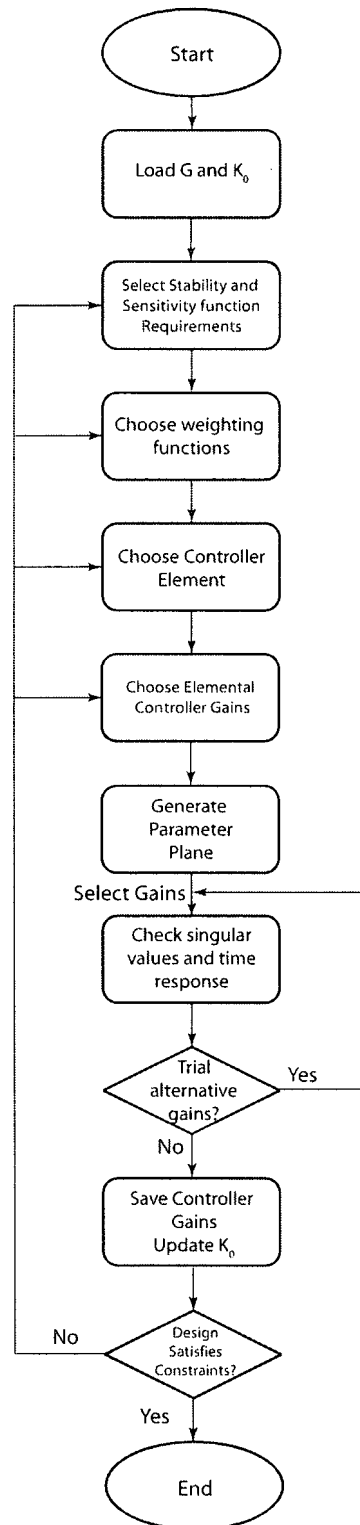 Start
Load G and K₀
Select Stability and
Sensitivity function
Requirements
Choose weighting
functions
Choose Controller
Element
Choose Elemental
Controller Gains
Generate
Parameter
Plane
Select Gains
Check singular
values and time
response
Trial
alternative
gains?
Yes
No
Save Controller
Gains
Update K₀
Design
Satisfies
Constraints?
No
Yes
End